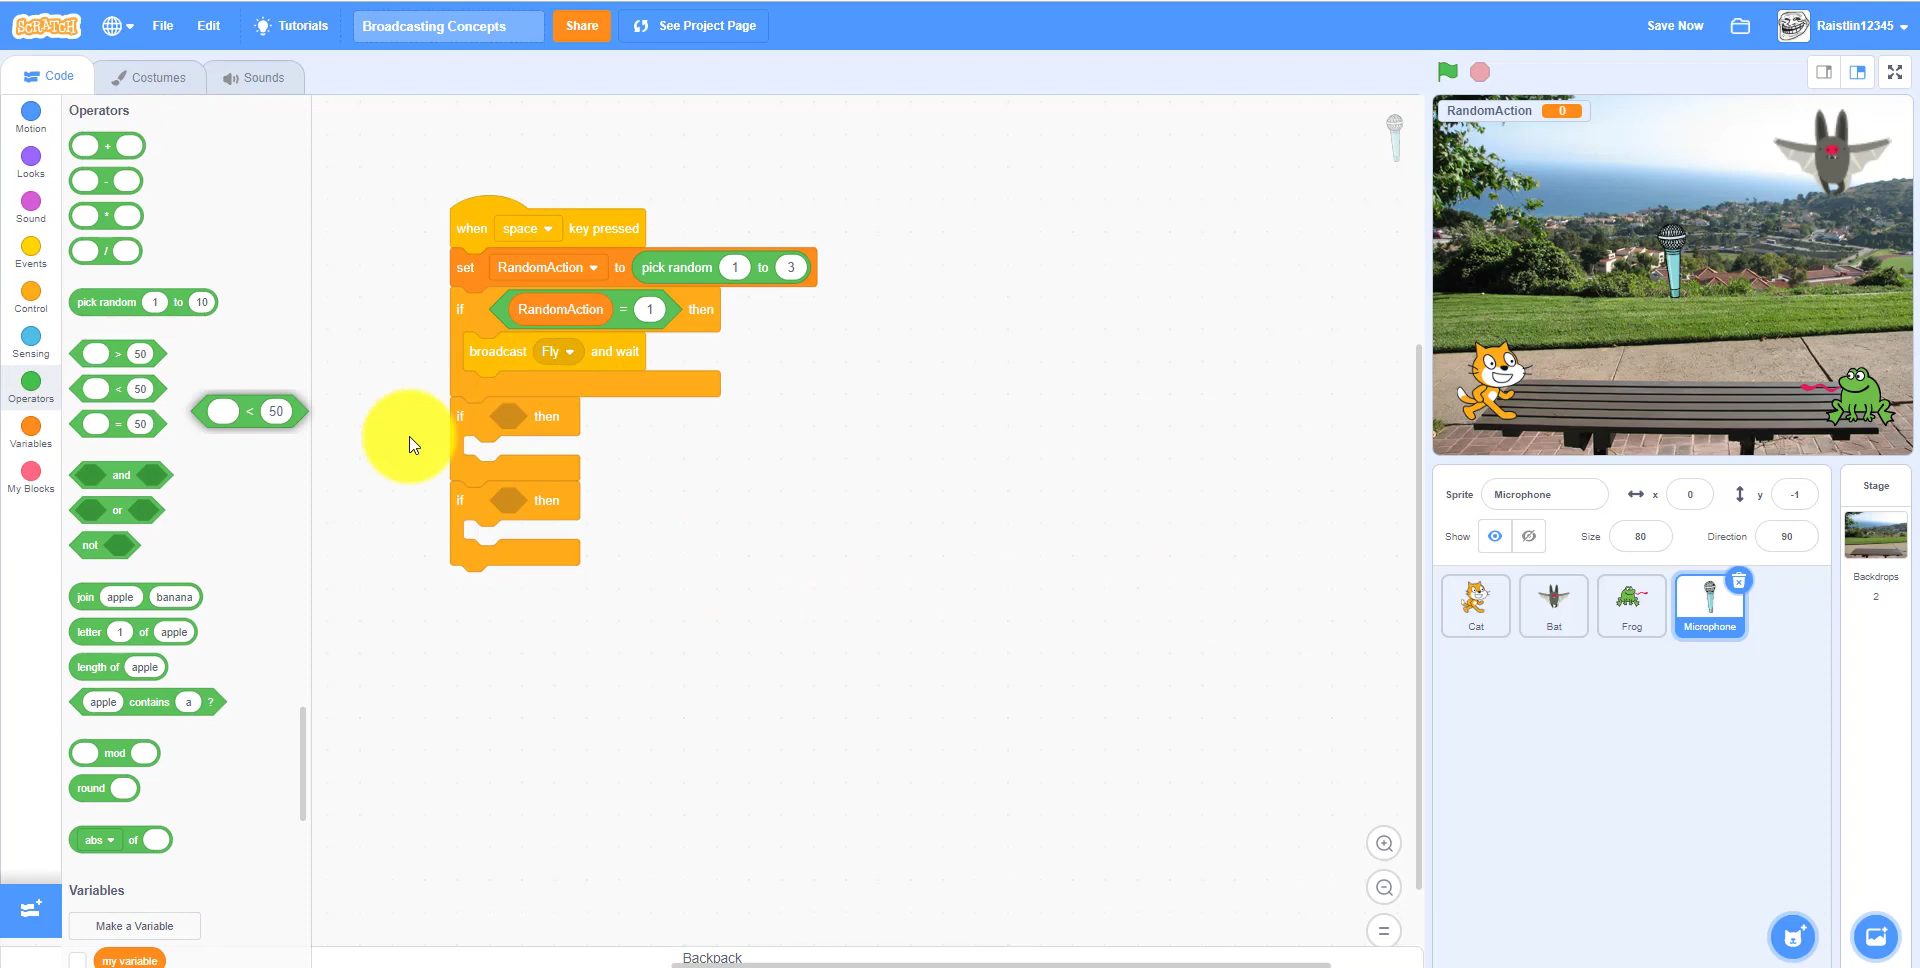 SCRATCH File Edit Tutorials Broadcasting Concepts Share See Project Page Save Now Raistlin12345
Code Costumes Sounds
Motion
Looks
Sound
Events
Control
Sensing
Operators
Variables
My Blocks
Operators
+
-
*
/
pick random 1 to 10
> 50
< 50
= 50
< 50
and
or
not
join apple banana
letter 1 of apple
length of apple
apple contains a ?
mod
round
abs of
Variables
Make a Variable
my variable
when space key pressed
set RandomAction to pick random 1 to 3
if RandomAction = 1 then
broadcast Fly and wait
if then
if then
Backpack
RandomAction 0
Sprite Microphone x 0 y -1
Show Size 80 Direction 90
Cat Bat Frog Microphone
Stage
Backdrops
2